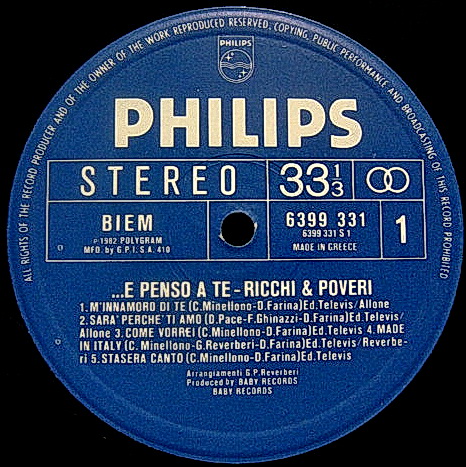 ALL RIGHTS OF THE RECORD PRODUCER AND OF THE OWNER OF THE WORK REPRODUCED RESERVED. COPYING, PUBLIC PERFORMANCE AND BROADCASTING OF THIS RECORD PROHIBITED
PHILIPS
PHILIPS
STEREO 33 1/3
BIEM 6399 331 1
6399 331 S 1
℗ 1982 POLYGRAM
MFD. by G.P.I. S.A. 410 MADE IN GREECE
...E PENSO A TE - RICCHI & POVERI
1. M'INNAMORO DI TE (C.Minellono-D.Farina)Ed.Televis/Allone
2. SARA' PERCHE' TI AMO (D.Pace-F.Ghinazzi-D.Farina)Ed.Televis/
Allone 3. COME VORREI (C.Minellono-D.Farina)Ed.Televis 4. MADE
IN ITALY (C. Minellono-G.Reverberi-D.Farina)Ed.Televis/ Reverbe-
ri 5. STASERA CANTO (C.Minellono-D.Farina)Ed.Televis
Arrangiamenti G.P.Reverberi
Produced by: BABY RECORDS
BABY RECORDS